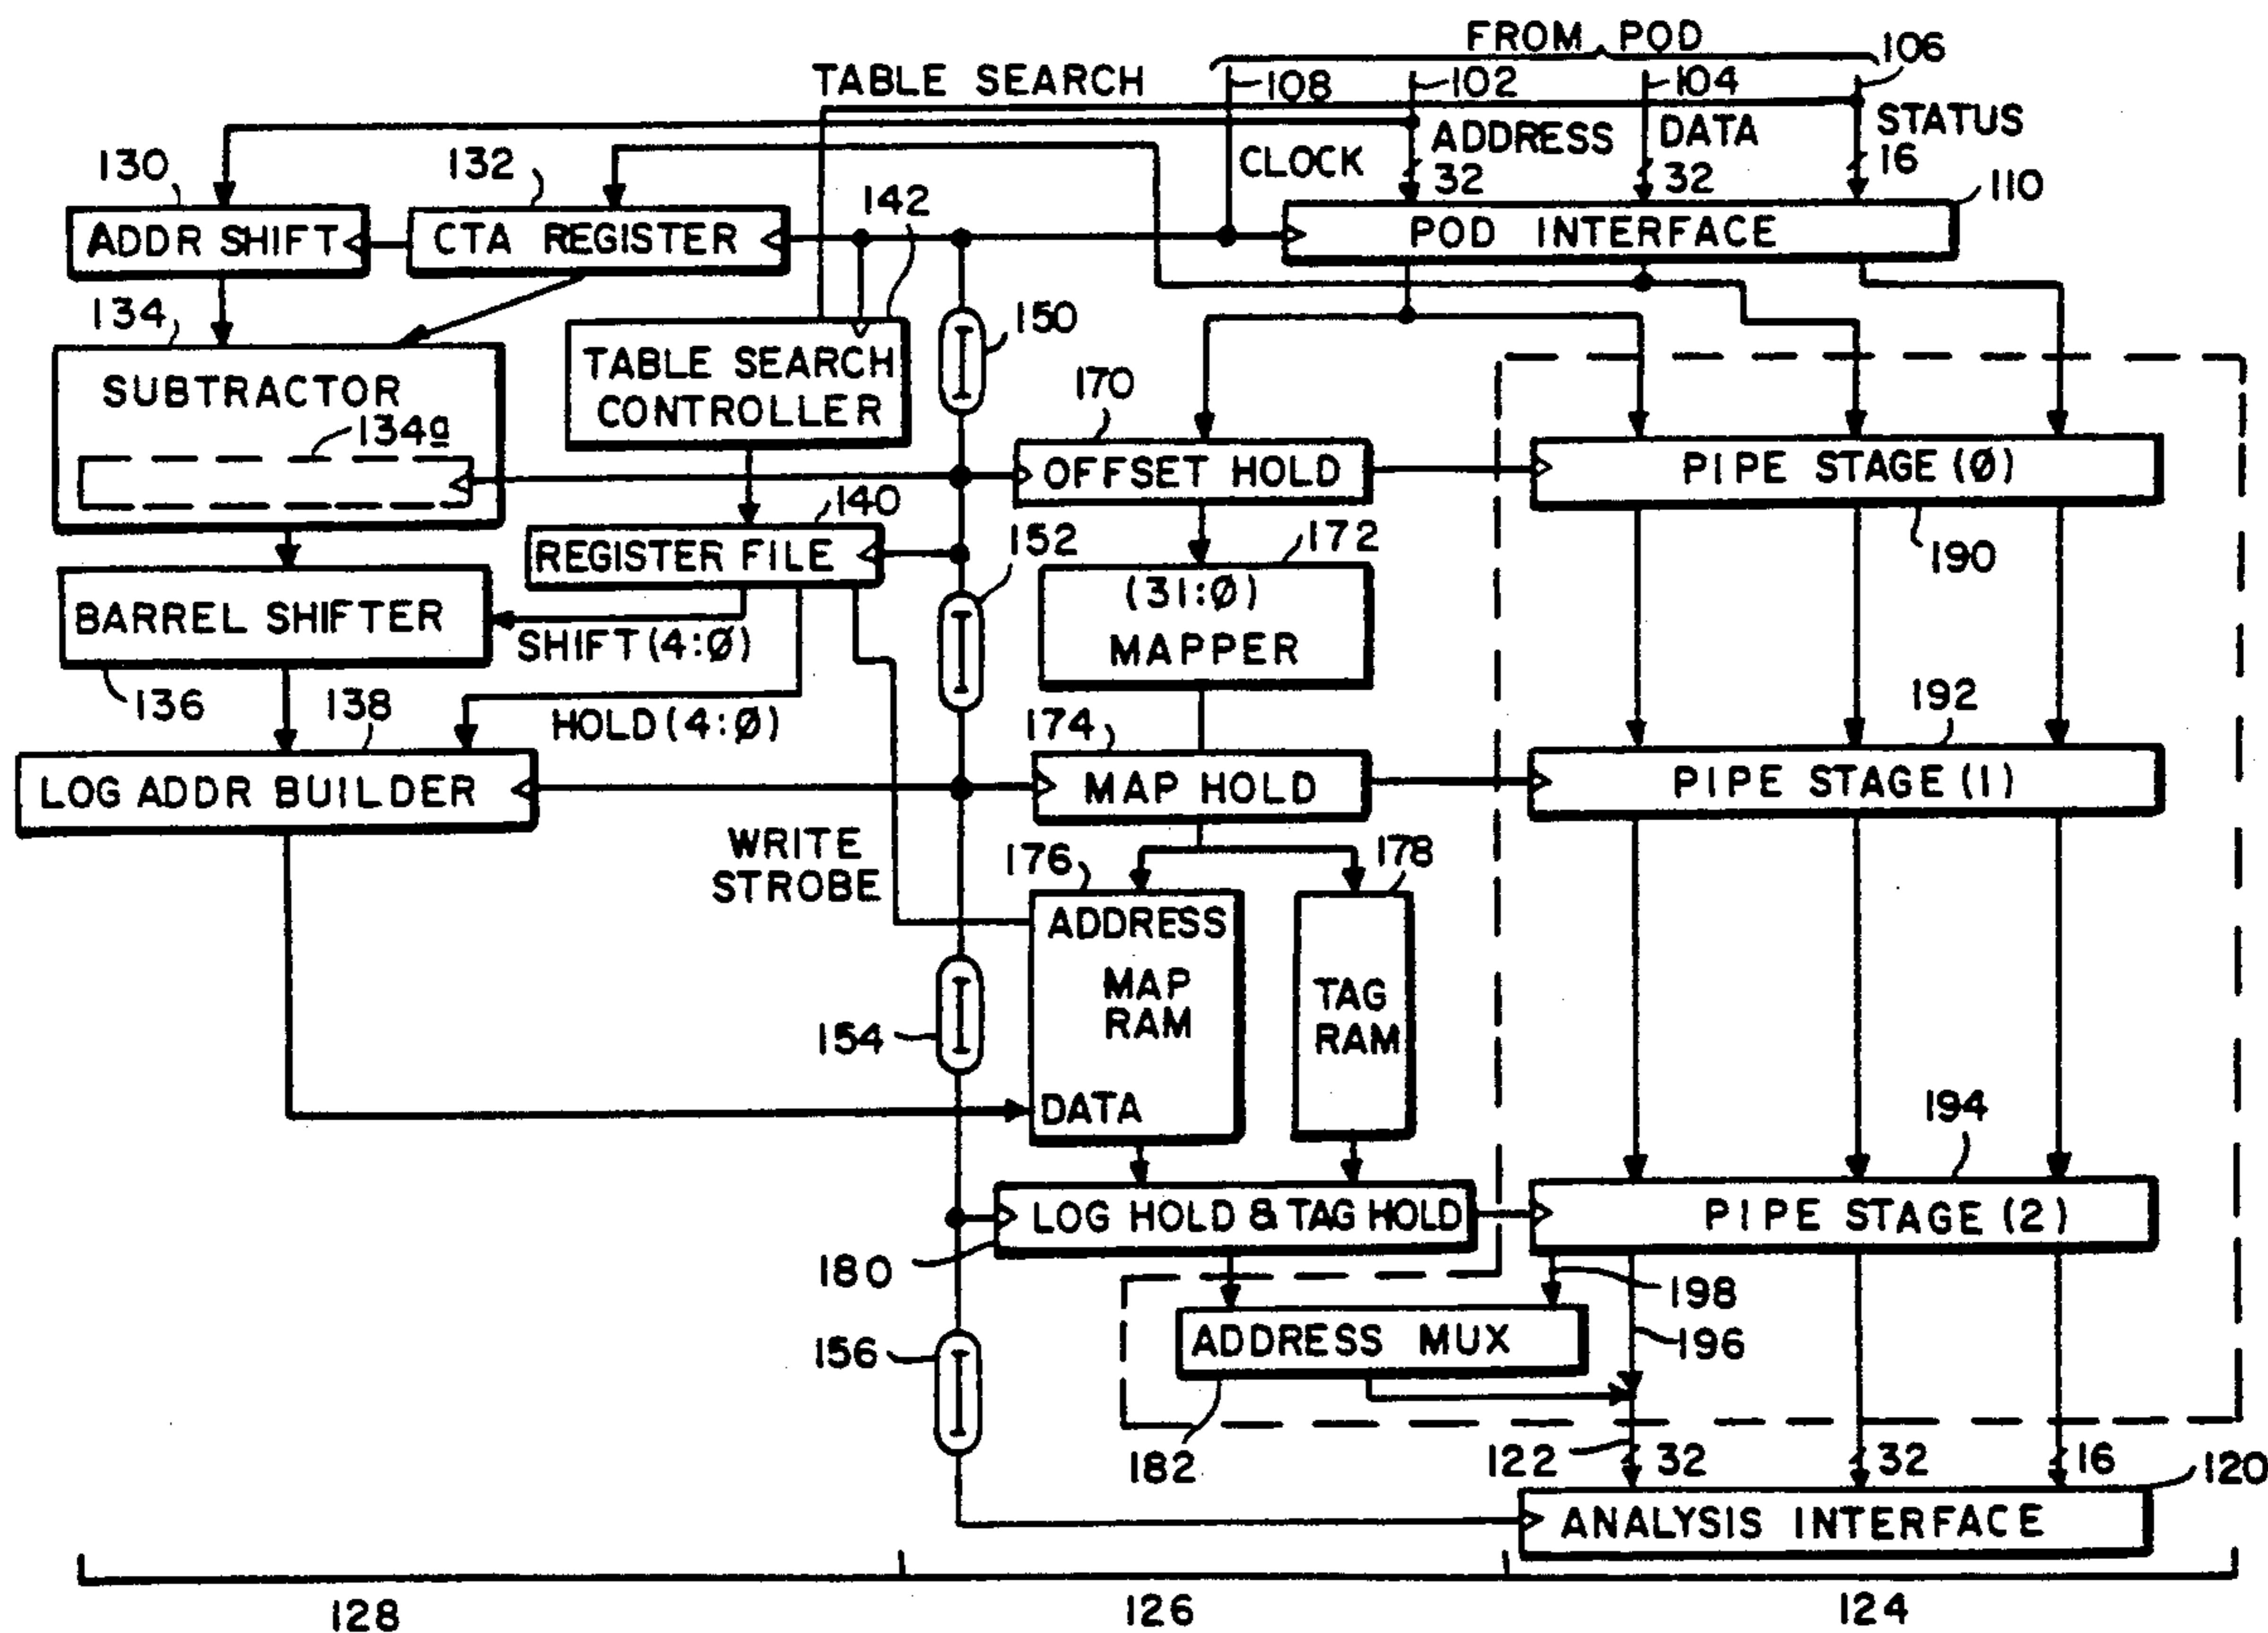 FROM POD
106
TABLE SEARCH
108
102
104
ADDRESS
DATA
STATUS
130
132
CLOCK
32
32
16
142
110
ADDR SHIFT
CTA REGISTER
POD INTERFACE
134
150
SUBTRACTOR
TABLE SEARCH
CONTROLLER
170
134a
OFFSET HOLD
PIPE STAGE (Ø)
140
REGISTER FILE
152
172
190
BARREL SHIFTER
SHIFT (4:Ø)
(31:Ø)
MAPPER
136
138
HOLD (4:Ø)
174
192
LOG ADDR BUILDER
MAP HOLD
PIPE STAGE (1)
WRITE
STROBE
176
178
ADDRESS
MAP
RAM
TAG
RAM
154
DATA
194
LOG HOLD & TAG HOLD
PIPE STAGE (2)
180
198
156
ADDRESS MUX
196
182
122
32
32
16
120
ANALYSIS INTERFACE
128
126
124